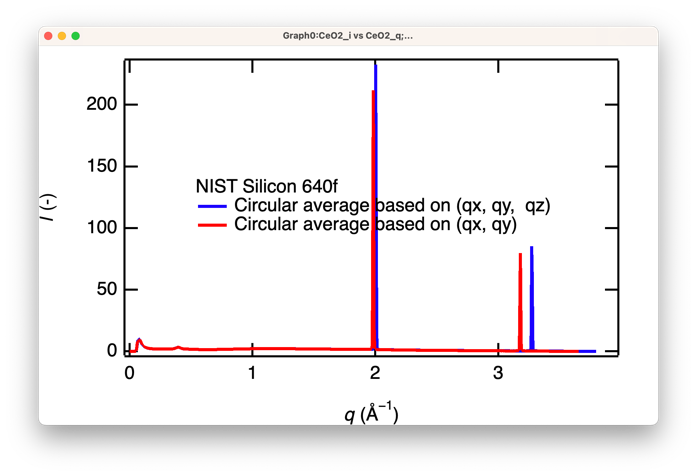 Graph0:CeO2_i vs CeO2_q;...
200
150
100
50
0
I (-)
NIST Silicon 640f
Circular average based on (qx, qy, qz)
Circular average based on (qx, qy)
0 1 2 3
q (Å⁻¹)